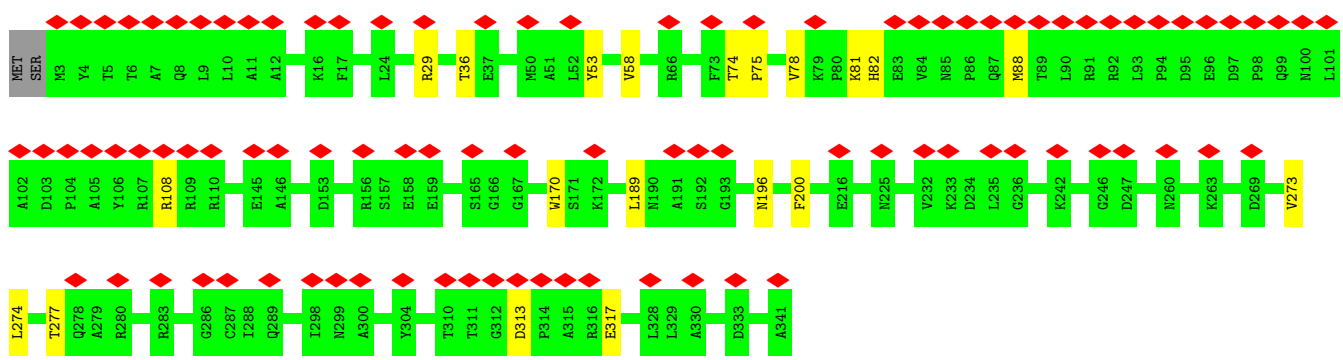 MET SER M3 Y4 T5 T6 A7 Q8 L9 L10 A11 A12 K16 F17 L24 R29 T36 E37 M50 A51 L52 Y53 V58 R66 F73 T74 P75 V78 K79 P80 K81 H82 E83 V84 N85 P86 Q87 M88 T89 L90 R91 R92 L93 P94 D95 E96 D97 P98 Q99 N100 L101
A102 D103 P104 A105 Y106 R107 R108 R109 R110 E145 A146 D153 R156 S157 E158 E159 S165 G166 G167 W170 S171 K172 L189 N190 A191 S192 G193 N196 F200 E216 N225 V232 K233 D234 L235 G236 K242 G246 D247 N260 K263 D269 V273
L274 T277 Q278 A279 R280 R283 G286 C287 I288 Q289 I298 N299 A300 Y304 T310 T311 G312 D313 P314 A315 R316 E317 L328 L329 A330 D333 A341